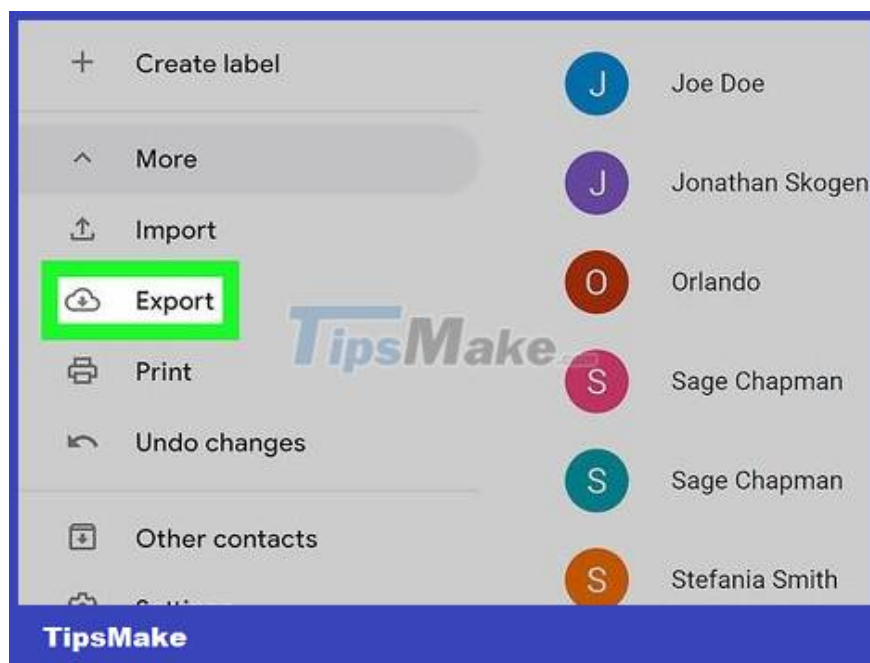 Create label
More
Import
Export
Print
Undo changes
Other contacts
J Joe Doe
J Jonathan Skogen
O Orlando
S Sage Chapman
S Sage Chapman
S Stefania Smith
TipsMake.com
TipsMake